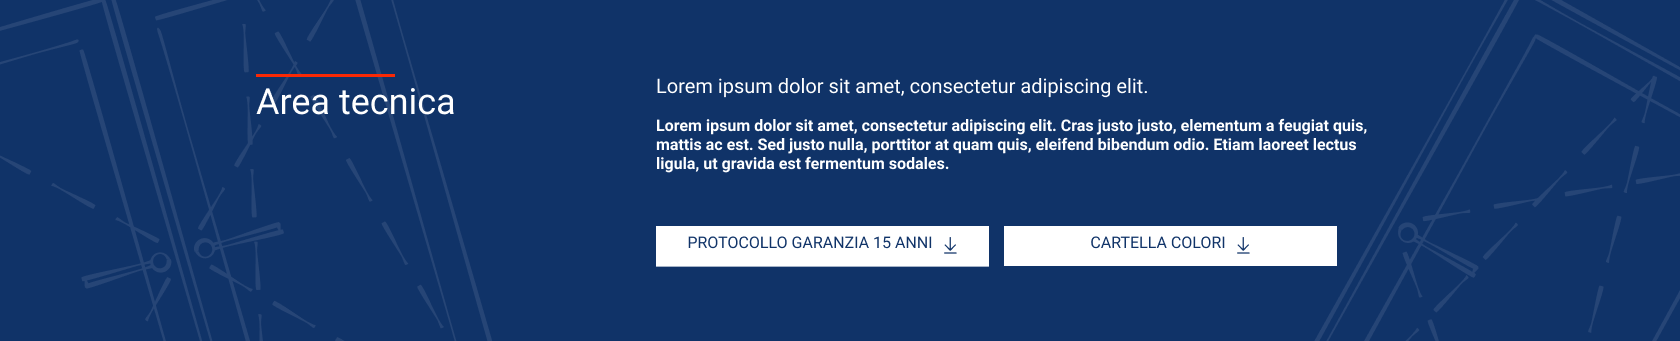 Area tecnica
Lorem ipsum dolor sit amet, consectetur adipiscing elit.
Lorem ipsum dolor sit amet, consectetur adipiscing elit. Cras justo justo, elementum a feugiat quis,
mattis ac est. Sed justo nulla, porttitor at quam quis, eleifend bibendum odio. Etiam laoreet lectus
ligula, ut gravida est fermentum sodales.
PROTOCOLLO GARANZIA 15 ANNI
CARTELLA COLORI